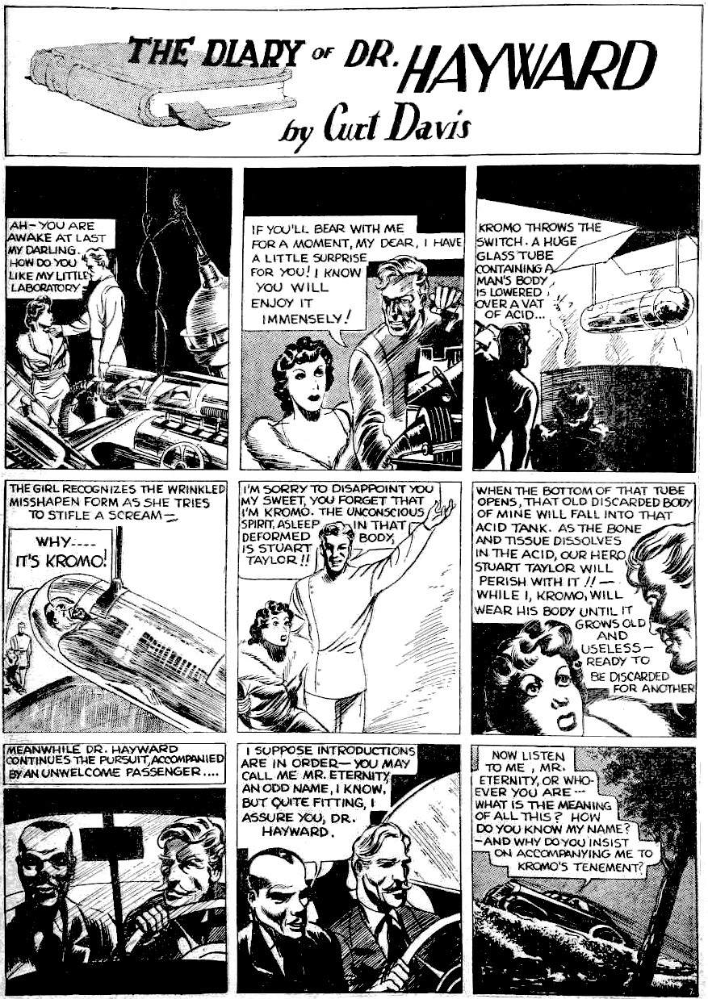 THE DIARY OF DR. HAYWARD
by Curt Davis
AH- YOU ARE
AWAKE AT LAST
MY DARLING.
HOW DO YOU
LIKE MY LITTLE
LABORATORY-
IF YOU'LL BEAR WITH ME
FOR A MOMENT, MY DEAR, I HAVE
A LITTLE SURPRISE
FOR YOU! I KNOW
YOU WILL
ENJOY IT
IMMENSELY!
KROMO THROWS THE
SWITCH. A HUGE
GLASS TUBE
CONTAINING A
MAN'S BODY,
IS LOWERED
OVER A VAT
OF ACID...
THE GIRL RECOGNIZES THE WRINKLED
MISSHAPEN FORM AS SHE TRIES
TO STIFLE A SCREAM-
WHY----
IT'S KROMO!
I'M SORRY TO DISAPPOINT YOU
MY SWEET, YOU FORGET THAT
I'M KROMO. THE UNCONSCIOUS
SPIRIT, ASLEEP IN THAT
DEFORMED BODY,
IS STUART
TAYLOR!!
WHEN THE BOTTOM OF THAT TUBE
OPENS, THAT OLD DISCARDED BODY
OF MINE WILL FALL INTO THAT
ACID TANK. AS THE BONE
AND TISSUE DISSOLVES
IN THE ACID, OUR HERO
STUART TAYLOR WILL
PERISH WITH IT!! -
WHILE I, KROMO, WILL
WEAR HIS BODY UNTIL IT
GROWS OLD
AND
USELESS-
READY TO
BE DISCARDED
FOR ANOTHER
MEANWHILE DR. HAYWARD
CONTINUES THE PURSUIT, ACCOMPANIED
BY AN UNWELCOME PASSENGER....
I SUPPOSE INTRODUCTIONS
ARE IN ORDER- YOU MAY
CALL ME MR. ETERNITY,
AN ODD NAME, I KNOW,
BUT QUITE FITTING, I
ASSURE YOU, DR.
HAYWARD.
NOW LISTEN
TO ME, MR.
ETERNITY, OR WHO-
EVER YOU ARE---
WHAT IS THE MEANING
OF ALL THIS? HOW
DO YOU KNOW MY NAME?
-AND WHY DO YOU INSIST
ON ACCOMPANYING ME TO
KROMO'S TENEMENT?
7.